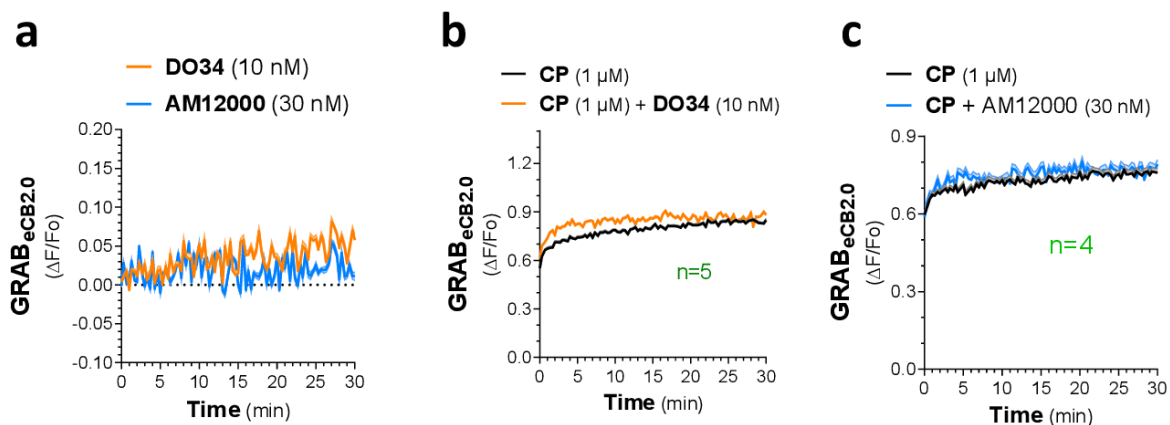 a
DO34 (10 nM)
AM12000 (30 nM)
GRABeCB2.0
(ΔF/Fo)
0.20
0.15
0.10
0.05
0.00
-0.05
-0.10
0 5 10 15 20 25 30
Time (min)
b
CP (1 µM)
CP (1 µM) + DO34 (10 nM)
GRABeCB2.0
(ΔF/Fo)
1.2
0.9
0.6
0.3
0.0
n=5
0 5 10 15 20 25 30
Time (min)
c
CP (1 µM)
CP + AM12000 (30 nM)
GRABeCB2.0
(ΔF/Fo)
0.9
0.6
0.3
0.0
n=4
0 5 10 15 20 25 30
Time (min)